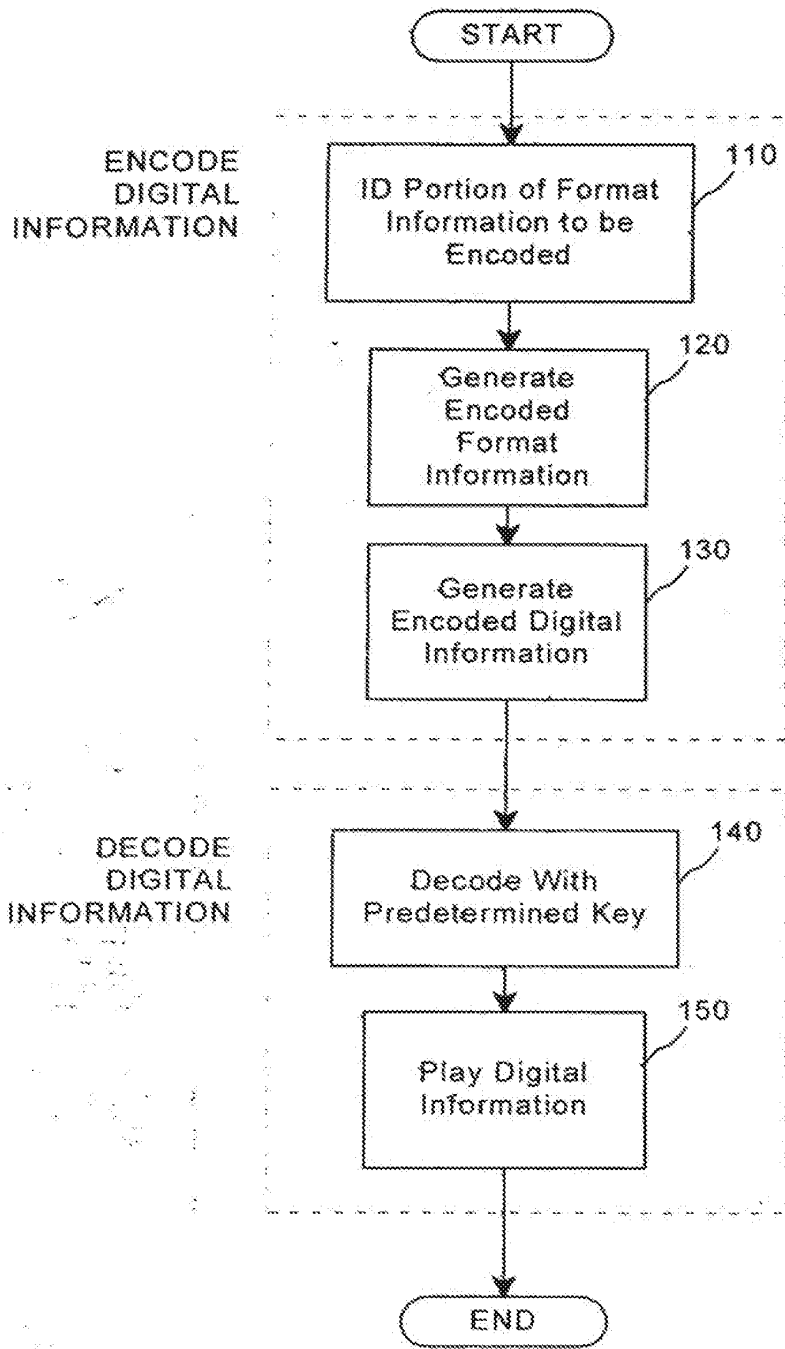 START
ENCODE
DIGITAL
INFORMATION
110
ID Portion of Format
Information to be
Encoded
120
Generate
Encoded
Format
Information
130
Generate
Encoded Digital
Information
DECODE
DIGITAL
INFORMATION
140
Decode With
Predetermined Key
150
Play Digital
Information
END